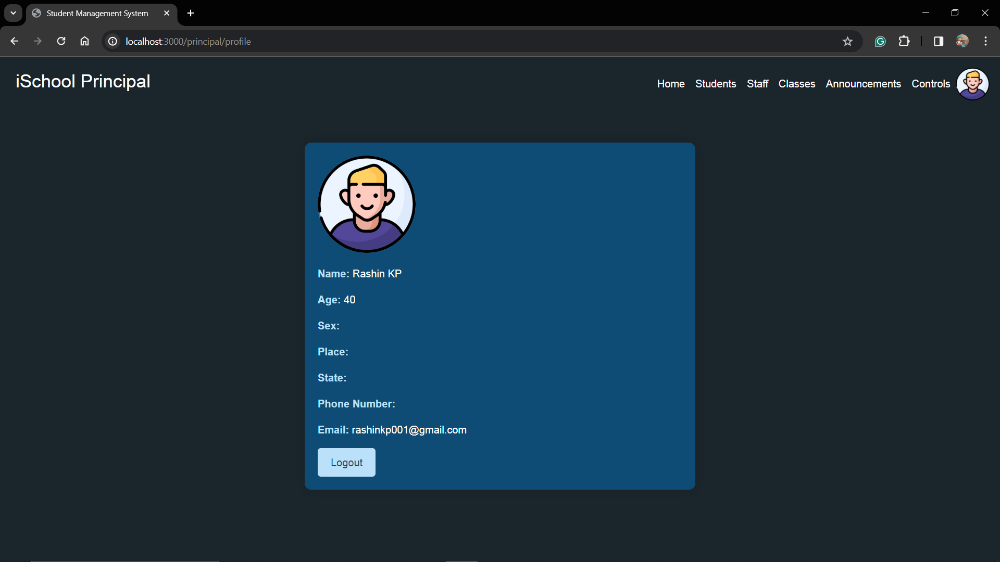 Student Management System
localhost:3000/principal/profile
iSchool Principal
Home Students Staff Classes Announcements Controls
Name: Rashin KP
Age: 40
Sex:
Place:
State:
Phone Number:
Email: rashinkp001@gmail.com
Logout